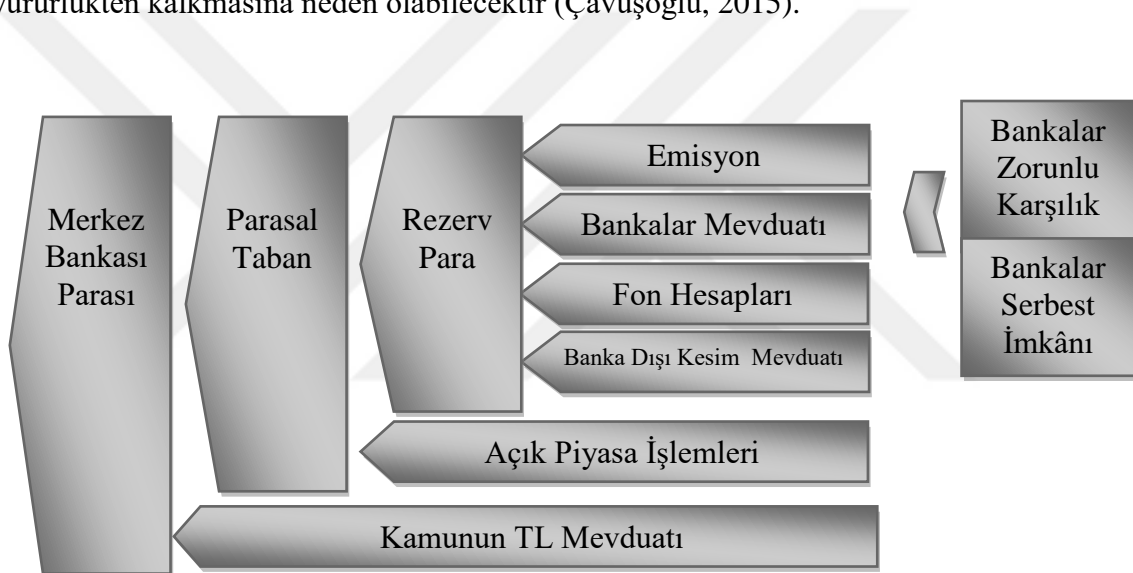 yürürlükten kalkmasına neden olabilecektir (Çavuşoğlu, 2015).
Merkez
Bankası
Parası
Parasal
Taban
Rezerv
Para
Emisyon
Bankalar Mevduatı
Fon Hesapları
Banka Dışı Kesim Mevduatı
Açık Piyasa İşlemleri
Kamunun TL Mevduatı
Bankalar
Zorunlu
Karşılık
Bankalar
Serbest
İmkânı